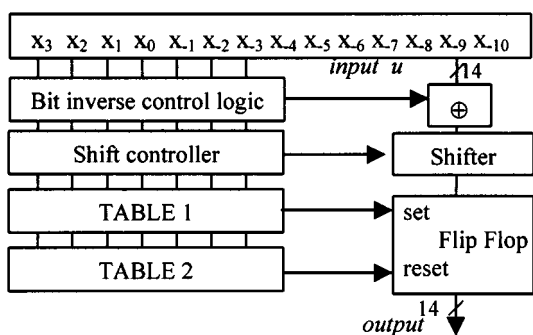 X₃ X₂ X₁ X₀ X₋₁ X₋₂ X₋₃ X₋₄ X₋₅ X₋₆ X₋₇ X₋₈ X₋₉ X₋₁₀
input u
14
Bit inverse control logic
⊕
Shift controller
Shifter
TABLE 1
set
Flip Flop
TABLE 2
reset
14
output